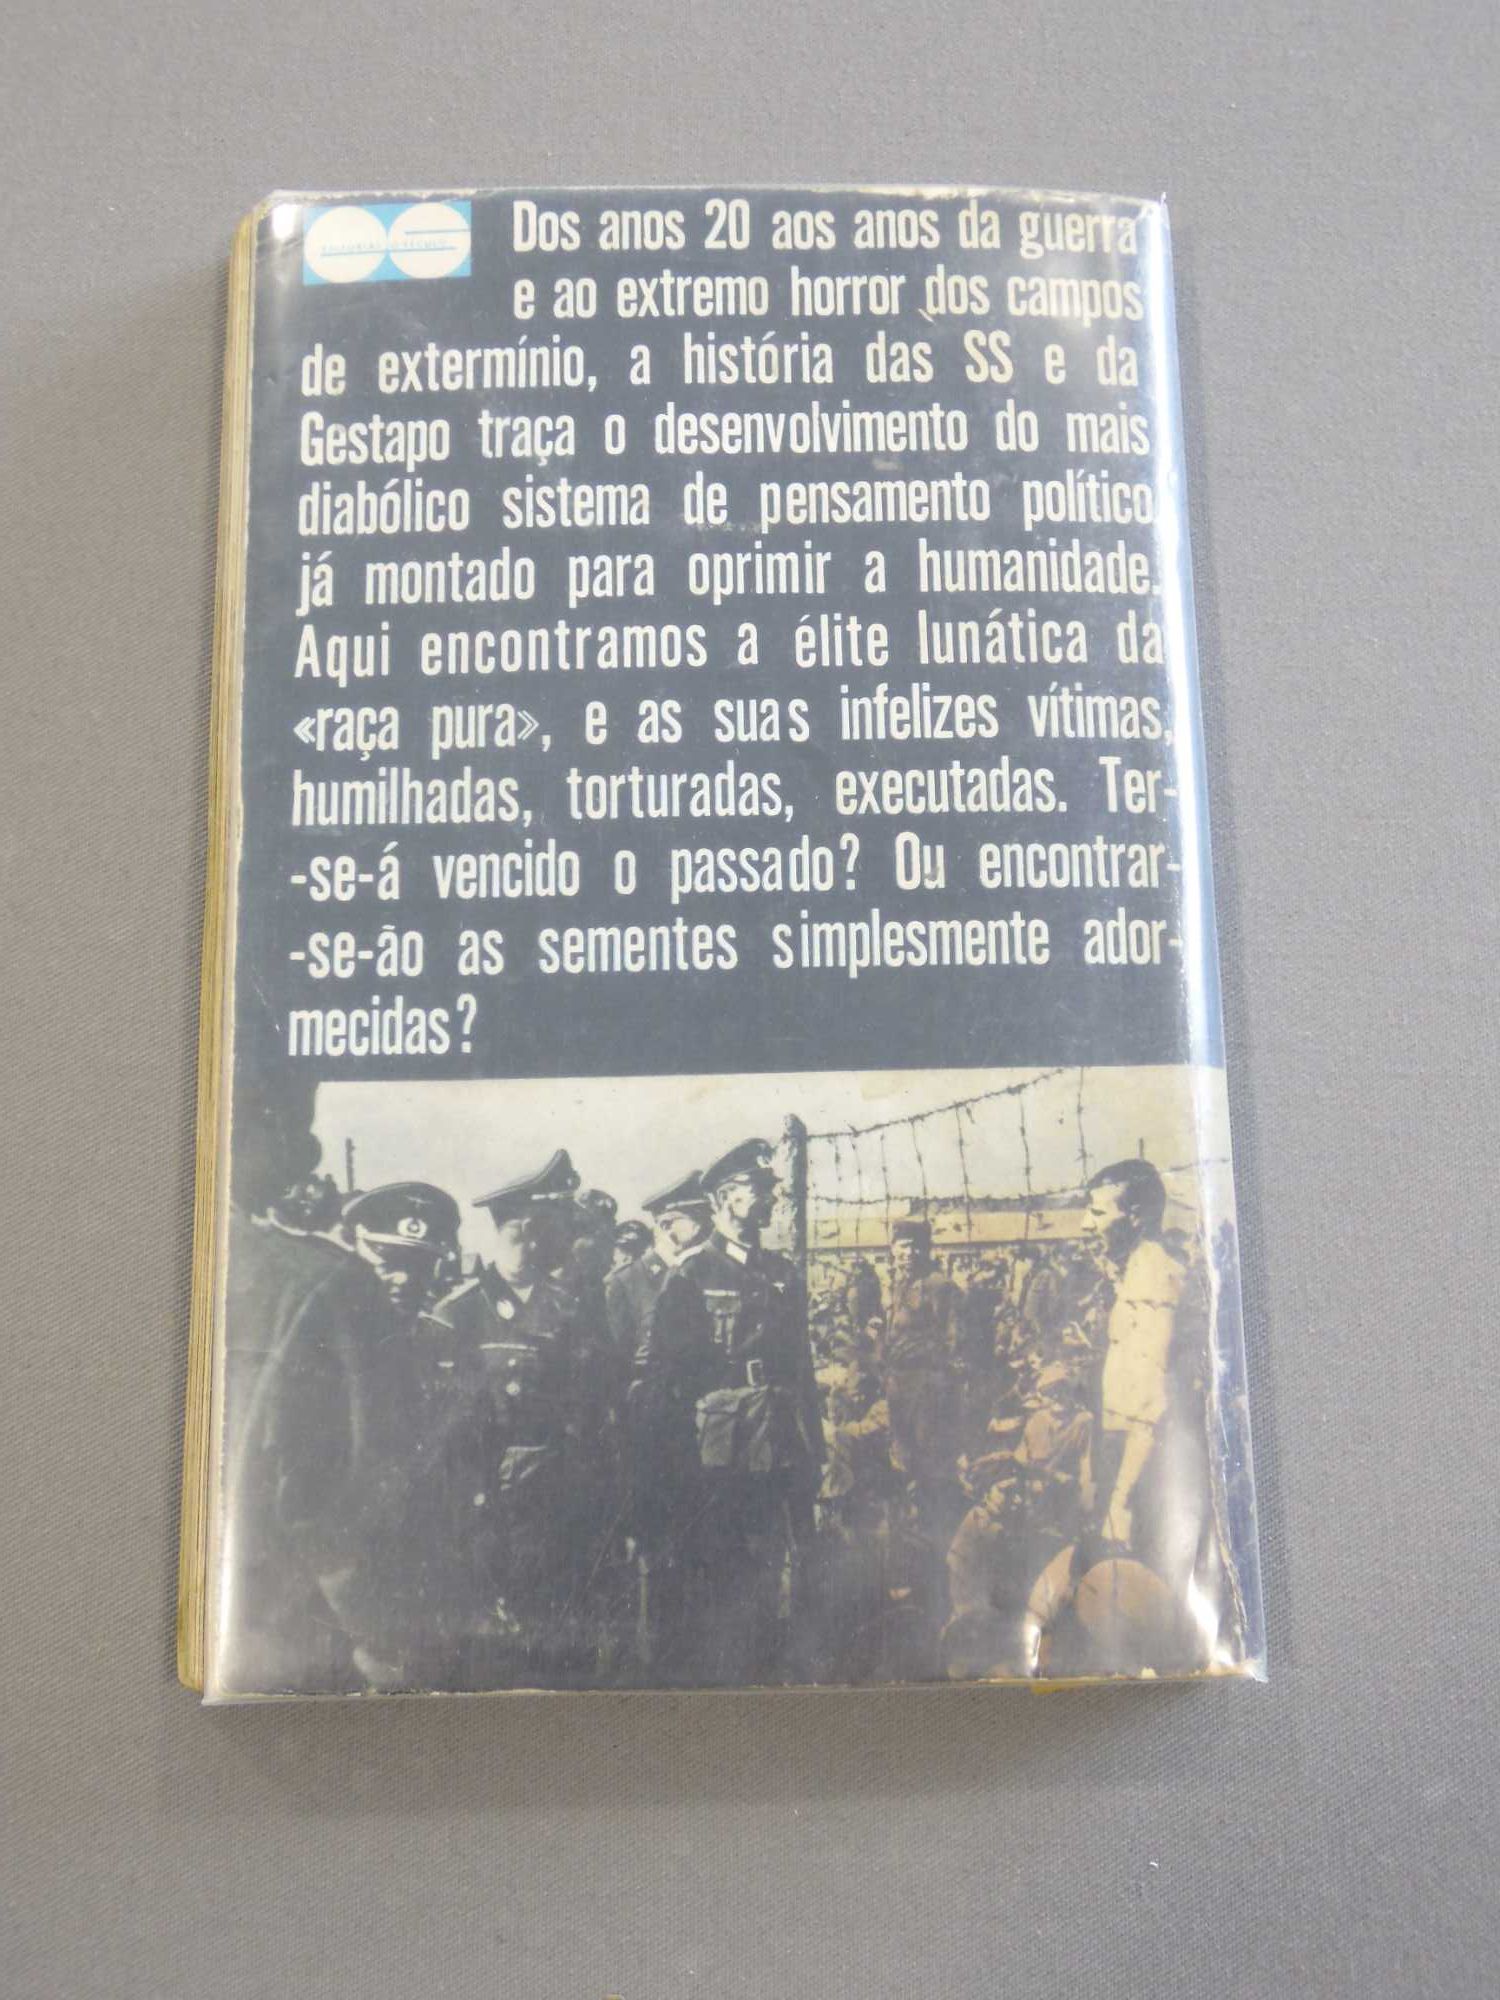 EDITORIAL O SÉCULO
Dos anos 20 aos anos da guerra
e ao extremo horror dos campos
de extermínio, a história das SS e da
Gestapo traça o desenvolvimento do mais
diabólico sistema de pensamento político
já montado para oprimir a humanidade.
Aqui encontramos a élite lunática da
«raça pura», e as suas infelizes vítimas,
humilhadas, torturadas, executadas. Ter-
-se-á vencido o passado? Ou encontrar-
-se-ão as sementes simplesmente ador-
mecidas?